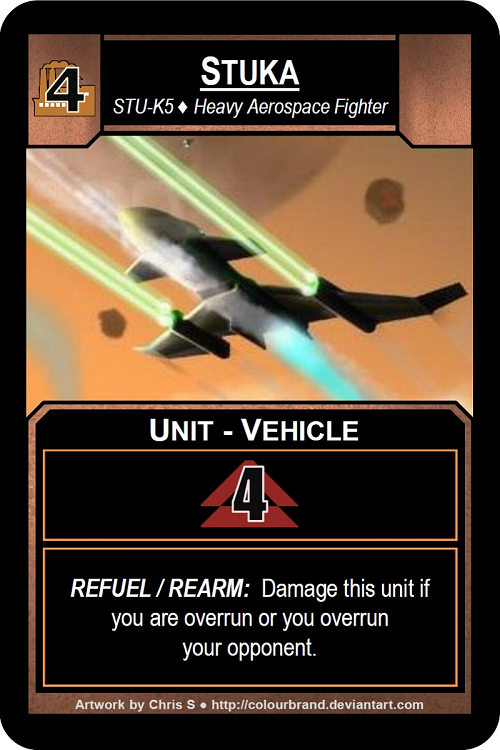 4
STUKA
STU-K5 ♦ Heavy Aerospace Fighter
UNIT - VEHICLE
4
REFUEL / REARM: Damage this unit if
you are overrun or you overrun
your opponent.
Artwork by Chris S ● http://colourbrand.deviantart.com